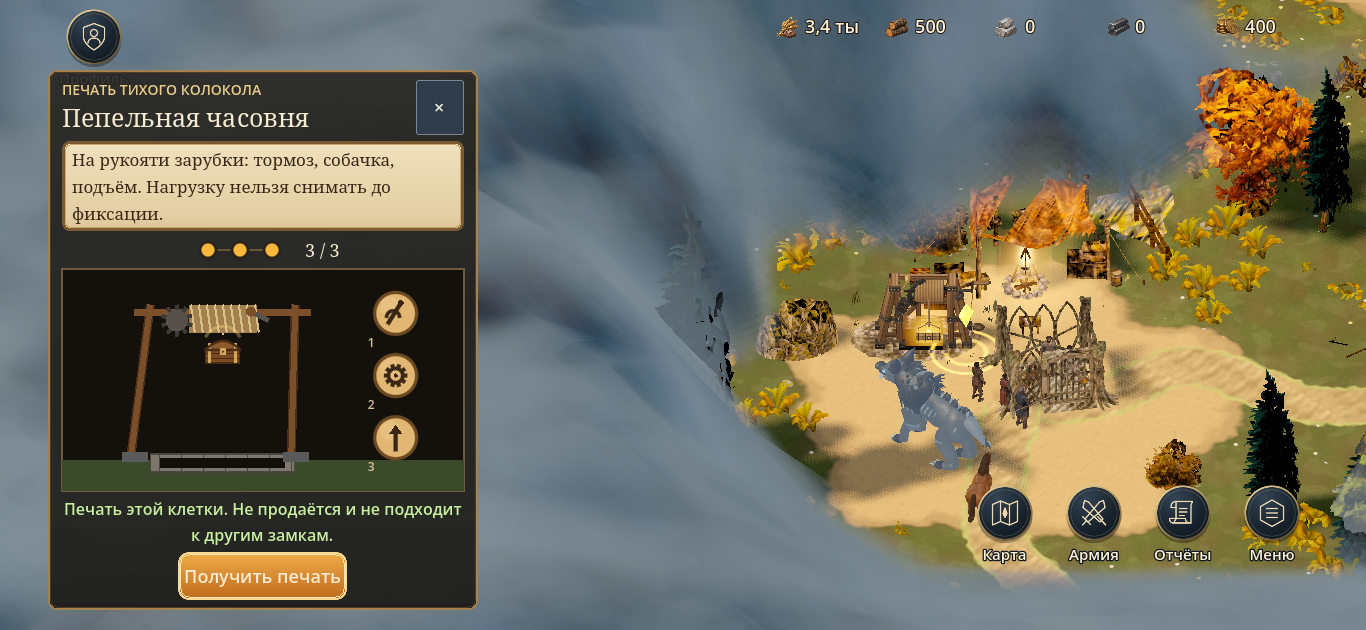 3,4 ты
500
0
0
400
Профиль
ПЕЧАТЬ ТИХОГО КОЛОКОЛА
Пепельная часовня
×
На рукояти зарубки: тормоз, собачка,
подъём. Нагрузку нельзя снимать до
фиксации.
3 / 3
1
2
3
Печать этой клетки. Не продаётся и не подходит
к другим замкам.
Получить печать
Карта
Армия
Отчёты
Меню